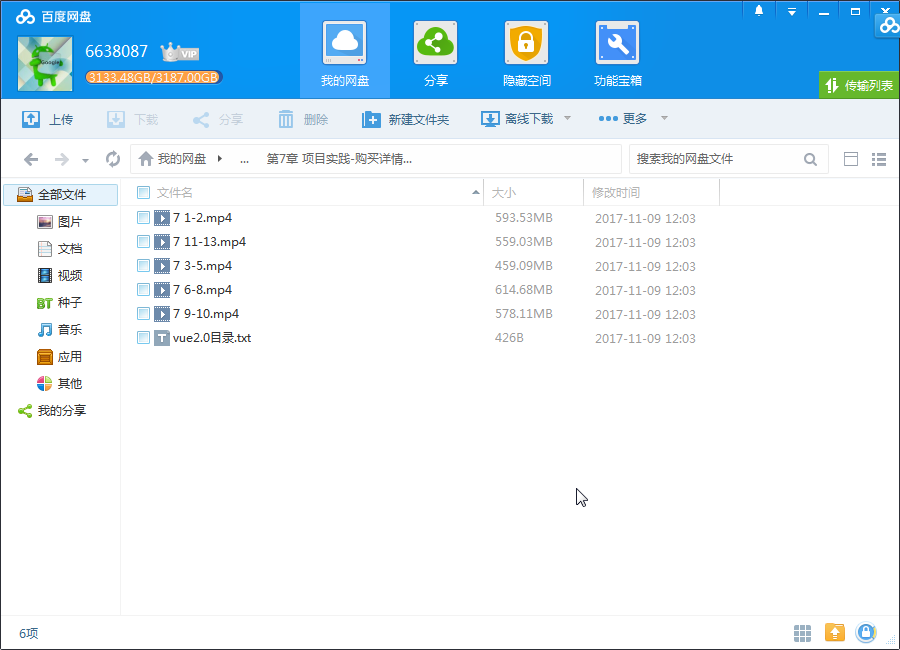 百度网盘
6638087 VIP
3133.48GB/3187.00GB
我的网盘
分享
隐藏空间
功能宝箱
传输列表
上传 下载 分享 删除 新建文件夹 离线下载 更多
我的网盘 ... 第7章 项目实践-购买详情... 搜索我的网盘文件
全部文件
图片
文档
视频
BT 种子
音乐
应用
其他
我的分享
文件名 大小 修改时间
7 1-2.mp4 593.53MB 2017-11-09 12:03
7 11-13.mp4 559.03MB 2017-11-09 12:03
7 3-5.mp4 459.09MB 2017-11-09 12:03
7 6-8.mp4 614.68MB 2017-11-09 12:03
7 9-10.mp4 578.11MB 2017-11-09 12:03
T vue2.0目录.txt 426B 2017-11-09 12:03
6项